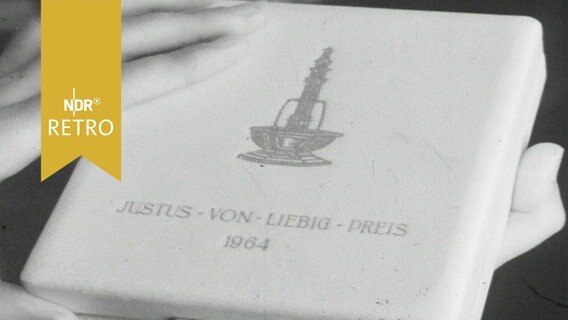 NDR®
RETRO
JUSTUS - VON - LIEBIG - PREIS
1964